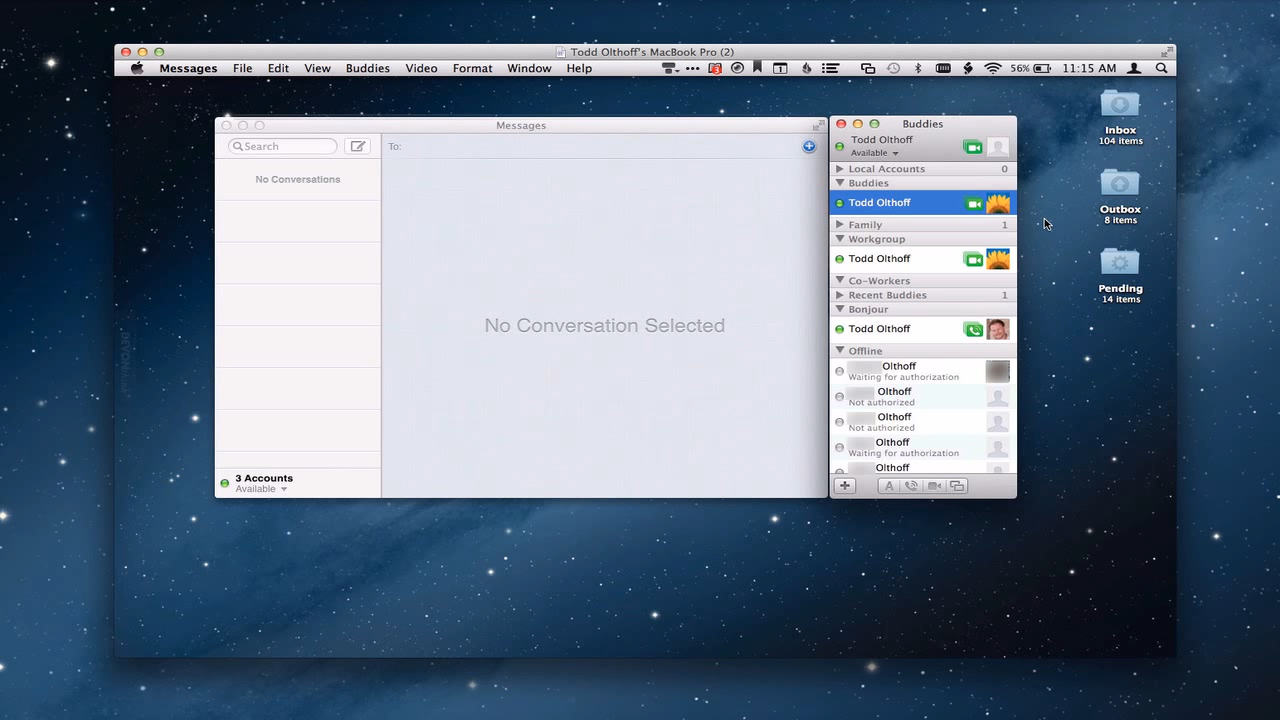 Todd Olthoff's MacBook Pro (2)
Messages File Edit View Buddies Video Format Window Help 3 1 56% 11:15 AM
Messages
Search
To:
No Conversations
No Conversation Selected
3 Accounts
Available
Buddies
Todd Olthoff
Available
Local Accounts 0
Buddies
Todd Olthoff
Family 1
Workgroup
Todd Olthoff
Co-Workers
Recent Buddies 1
Bonjour
Todd Olthoff
Offline
Olthoff
Waiting for authorization
Olthoff
Not authorized
Olthoff
Not authorized
Olthoff
Waiting for authorization
Olthoff
A
Inbox
104 items
Outbox
8 items
Pending
14 items